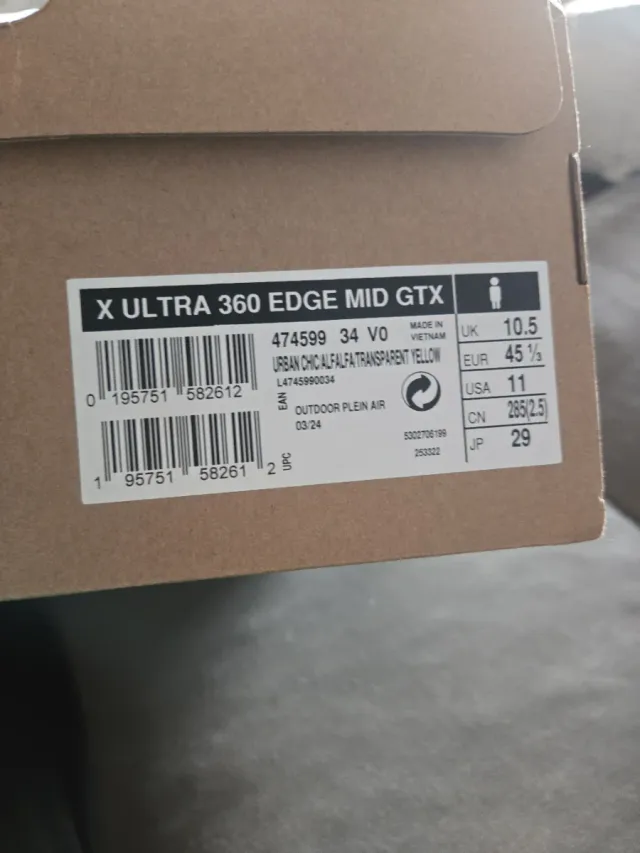 X ULTRA 360 EDGE MID GTX
474599 34 V0
MADE IN
VIETNAM
URBAN CHIC/ALFALFA/TRANSPARENT YELLOW
L4745990034
0 195751 582612
EAN
OUTDOOR PLEIN AIR
03/24
5302706199
253322
1 95751 58261 2
UPC
UK 10.5
EUR 45 ⅓
USA 11
CN 285(2.5)
JP 29